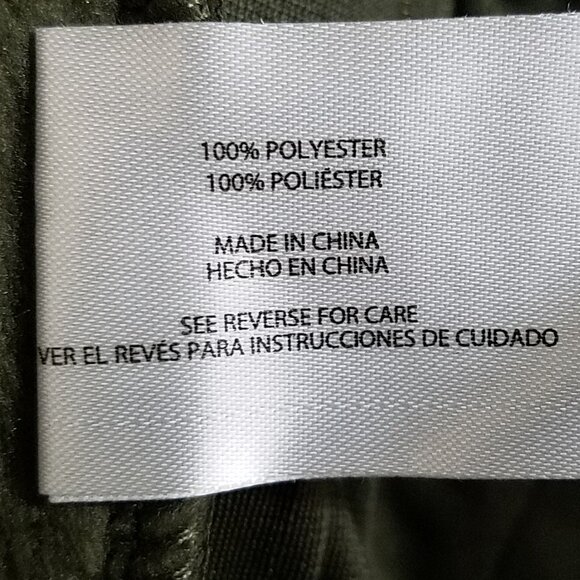 100% POLYESTER
100% POLIÉSTER
MADE IN CHINA
HECHO EN CHINA
SEE REVERSE FOR CARE
VER EL REVÉS PARA INSTRUCCIONES DE CUIDADO